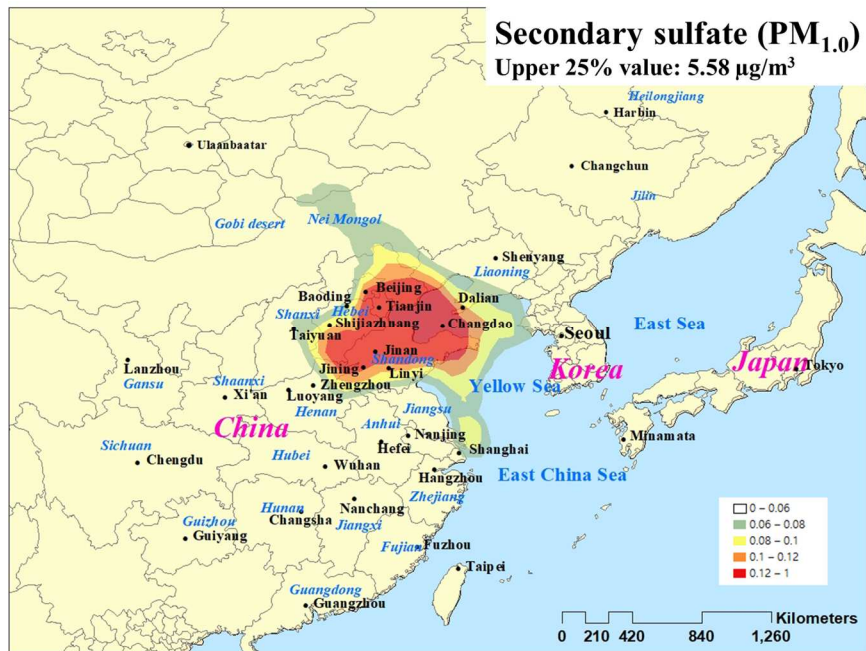 Secondary sulfate (PM1.0)
Upper 25% value: 5.58 μg/m³
Heilongjiang
Harbin
Ulaanbaatar
Changchun
Jilin
Nei Mongol
Gobi desert
Shenyang
Liaoning
Beijing
Baoding
Hebei
Tianjin
Dalian
Shanxi
Shijiazhuang
Changdao
Taiyuan
Seoul
East Sea
Jinan
Shandong
Lanzhou
Gansu
Jining
Linyi
Korea
Japan
Tokyo
Shaanxi
Zhengzhou
Yellow Sea
Xi'an
Luoyang
Henan
Jiangsu
China
Anhui
Nanjing
Minamata
Sichuan
Hefei
Shanghai
Chengdu
Hubei
Wuhan
Hangzhou
East China Sea
Zhejiang
Hunan
Nanchang
Changsha
Guizhou
Jiangxi
Guiyang
Fujian
Fuzhou
Taipei
Guangdong
Guangzhou
0 – 0.06
0.06 – 0.08
0.08 – 0.1
0.1 – 0.12
0.12 – 1
Kilometers
0 210 420 840 1,260